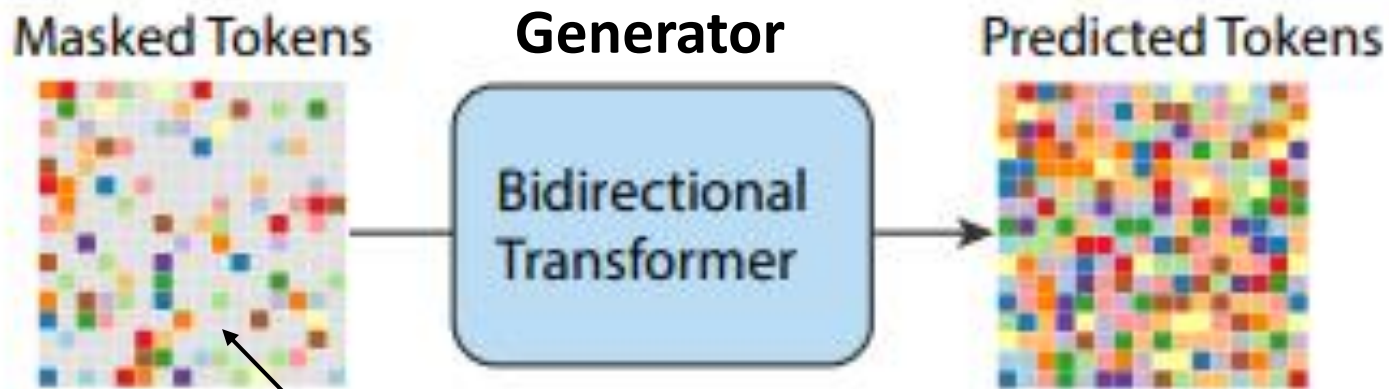 Masked Tokens
Generator
Predicted Tokens
Bidirectional
Transformer